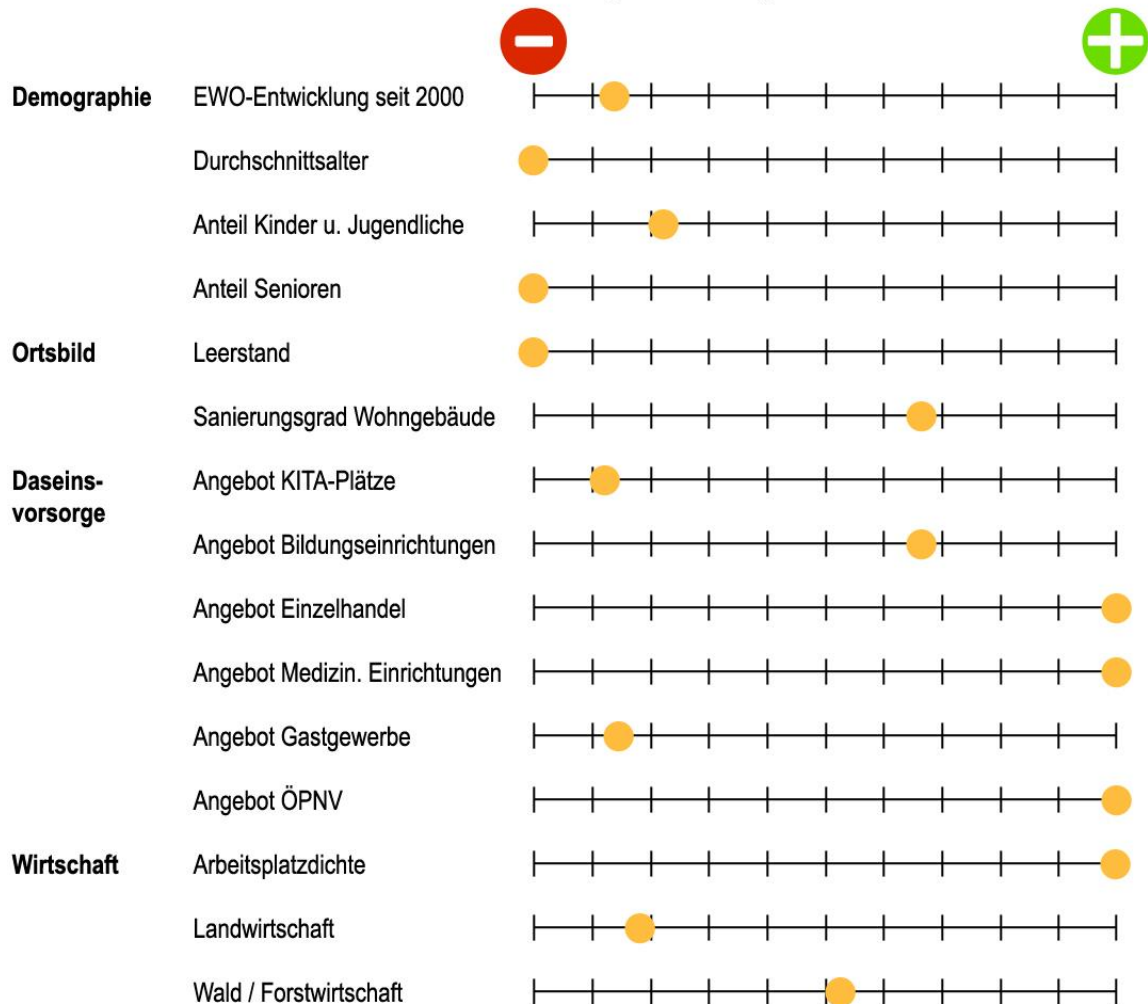 Demographie EWO-Entwicklung seit 2000
Durchschnittsalter
Anteil Kinder u. Jugendliche
Anteil Senioren
Ortsbild Leerstand
Sanierungsgrad Wohngebäude
Daseins- Angebot KITA-Plätze
vorsorge
Angebot Bildungseinrichtungen
Angebot Einzelhandel
Angebot Medizin. Einrichtungen
Angebot Gastgewerbe
Angebot ÖPNV
Wirtschaft Arbeitsplatzdichte
Landwirtschaft
Wald / Forstwirtschaft